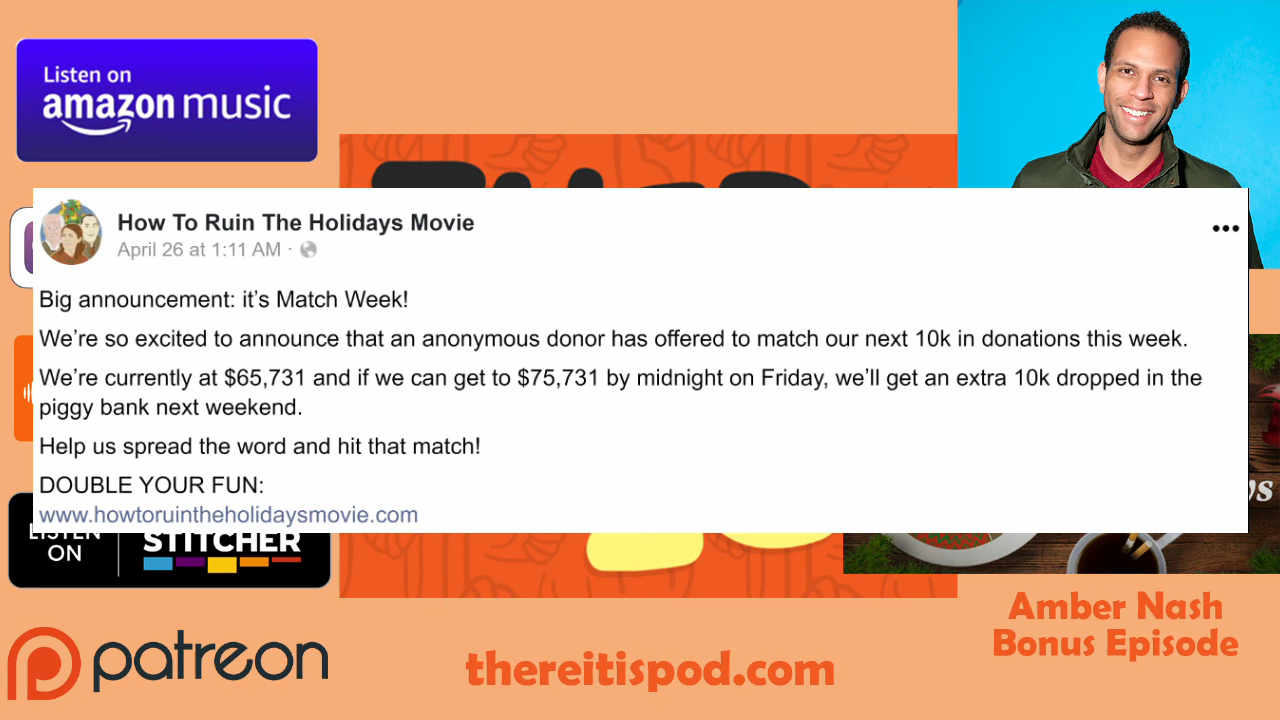 Listen on
amazon music
How To Ruin The Holidays Movie
April 26 at 1:11 AM ·
Big announcement: it's Match Week!
We're so excited to announce that an anonymous donor has offered to match our next 10k in donations this week.
We're currently at $65,731 and if we can get to $75,731 by midnight on Friday, we'll get an extra 10k dropped in the
piggy bank next weekend.
Help us spread the word and hit that match!
DOUBLE YOUR FUN:
www.howtoruintheholidaysmovie.com
LISTEN
ON
STITCHER
patreon
thereitispod.com
Amber Nash
Bonus Episode